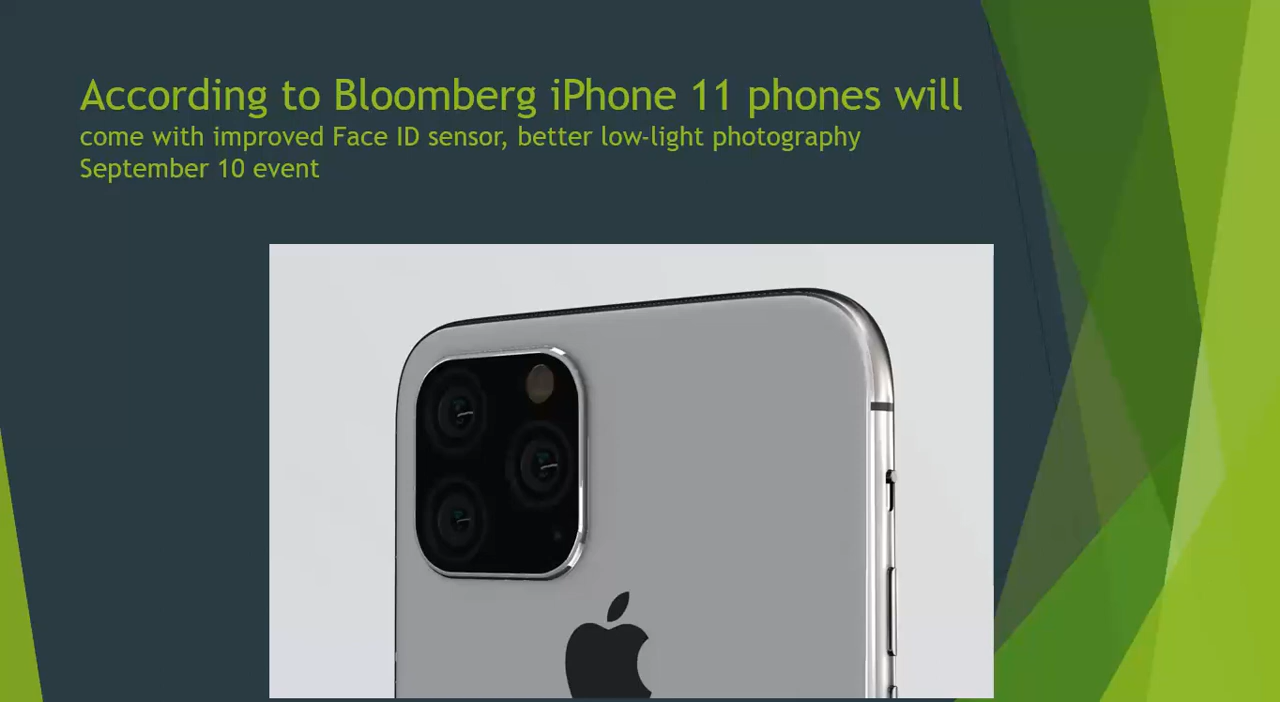 According to Bloomberg iPhone 11 phones will
come with improved Face ID sensor, better low-light photography
September 10 event